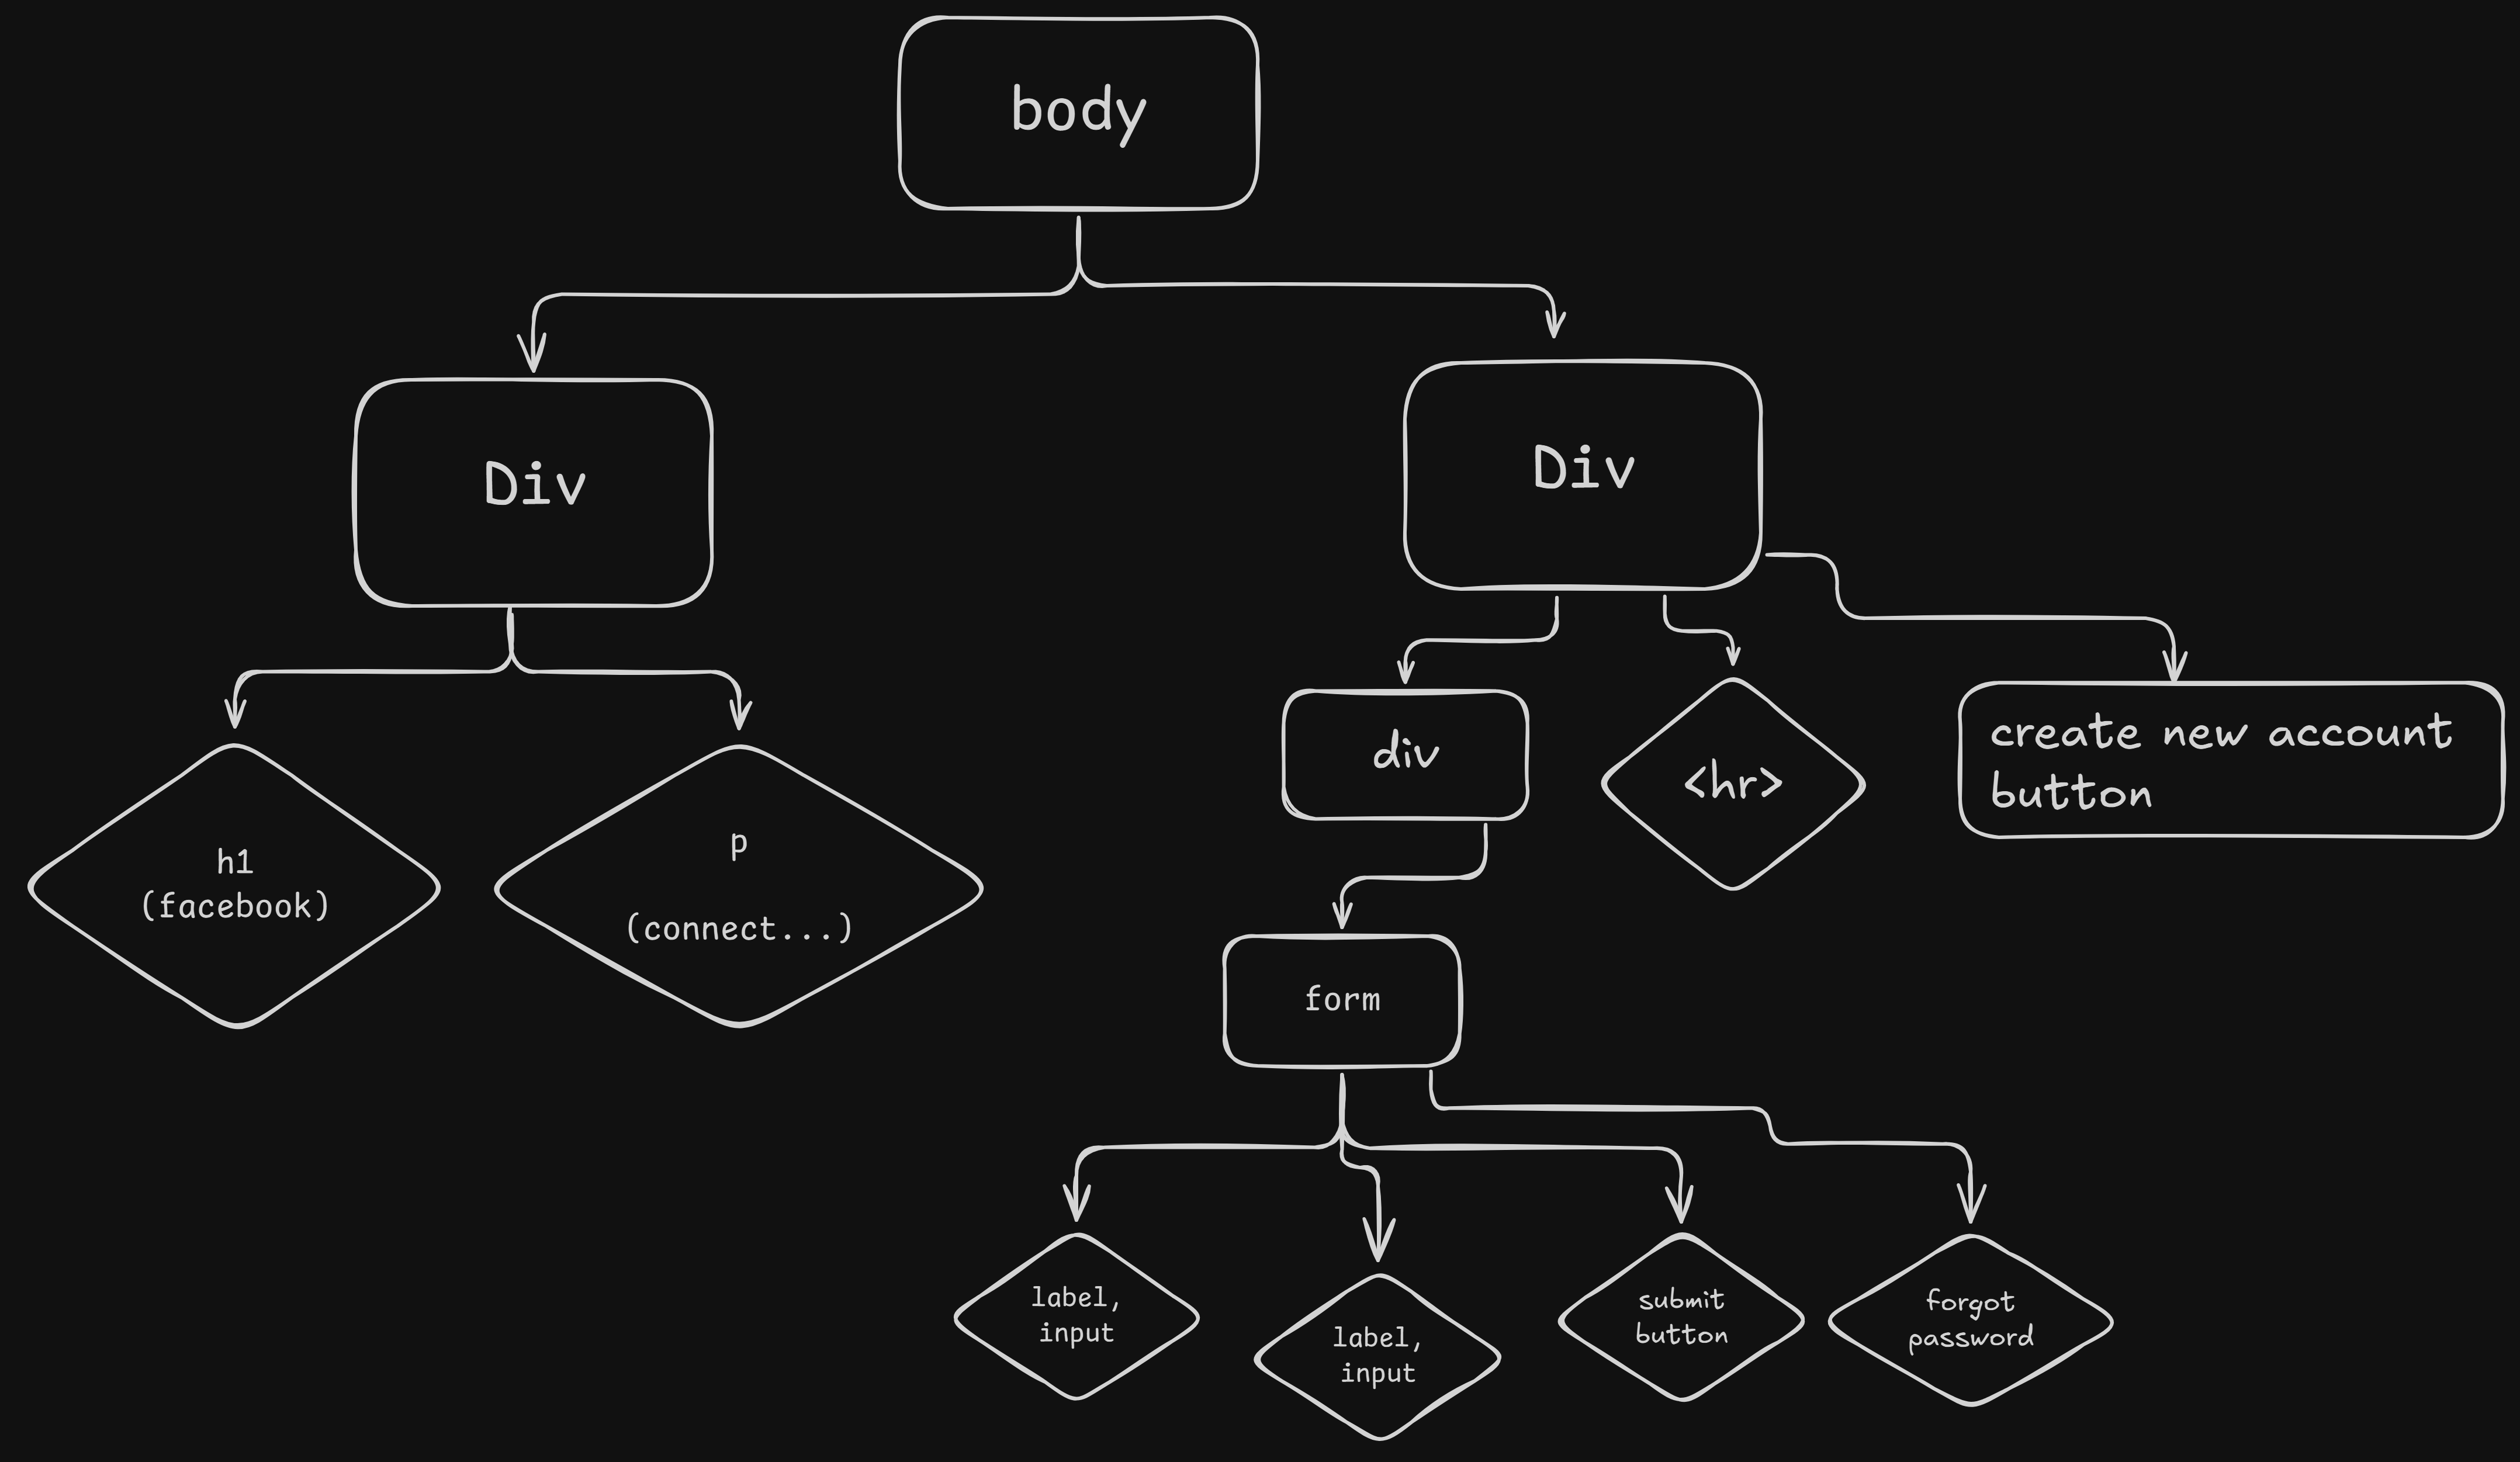 body
Div
Div
div
<hr>
create new account
button
h1
(facebook)
p
(connect...)
form
label,
input
label,
input
submit
button
forgot
password